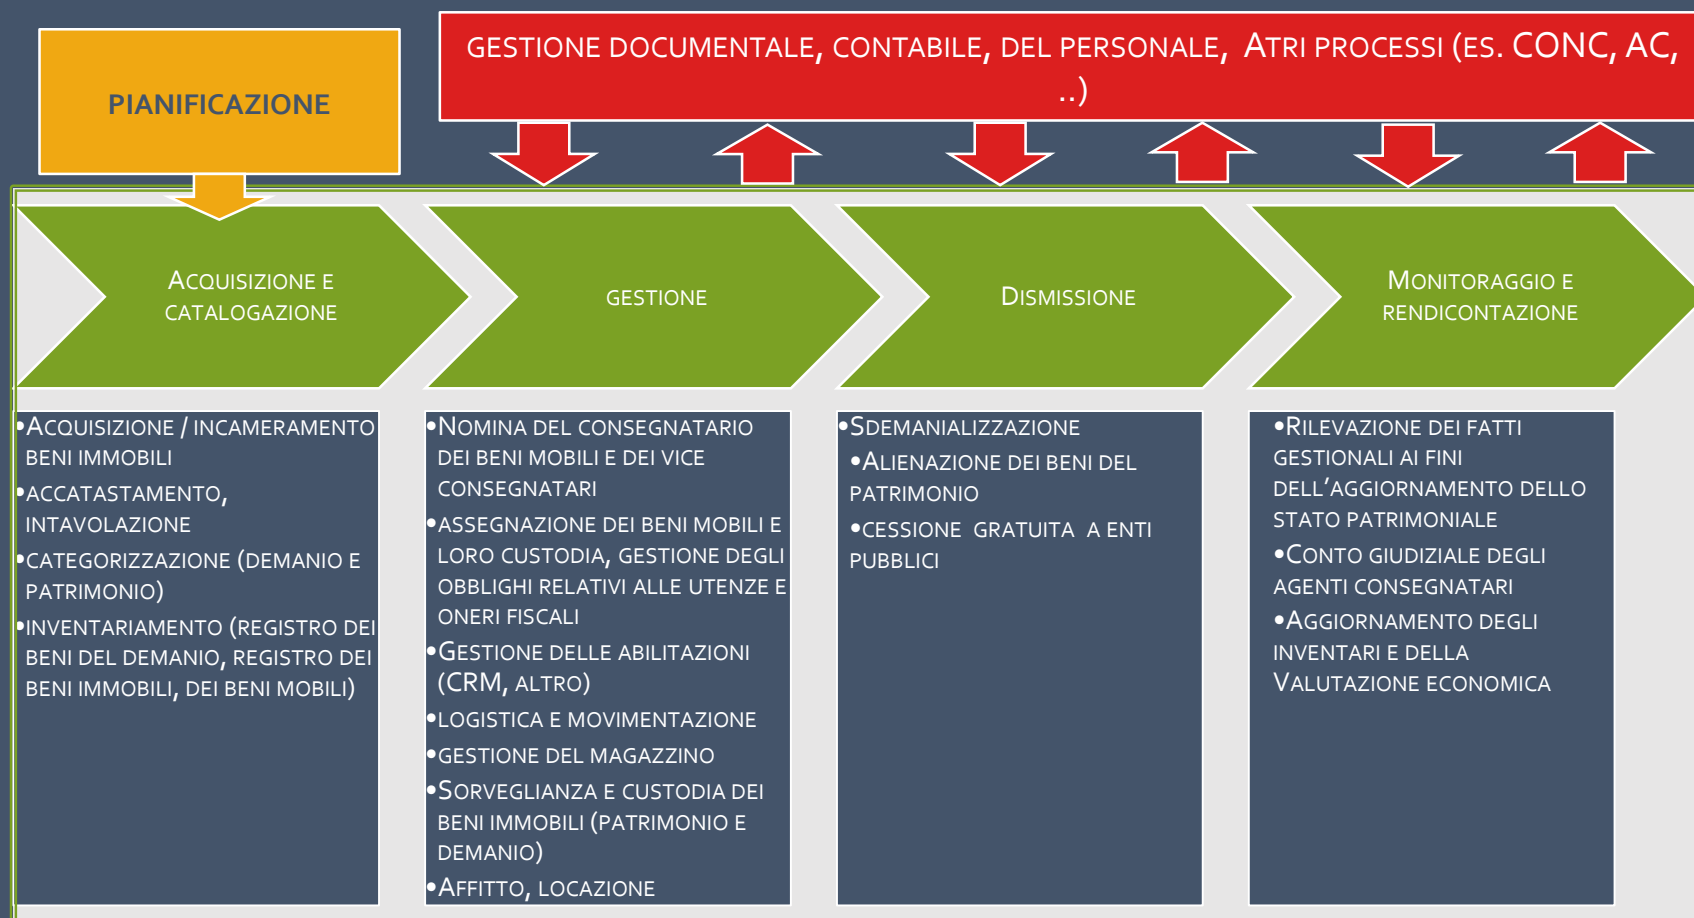 PIANIFICAZIONE
GESTIONE DOCUMENTALE, CONTABILE, DEL PERSONALE, ATRI PROCESSI (ES. CONC, AC,
..)
ACQUISIZIONE E
CATALOGAZIONE
GESTIONE
DISMISSIONE
MONITORAGGIO E
RENDICONTAZIONE
•ACQUISIZIONE / INCAMERAMENTO
BENI IMMOBILI
•ACCATASTAMENTO,
INTAVOLAZIONE
•CATEGORIZZAZIONE (DEMANIO E
PATRIMONIO)
•INVENTARIAMENTO (REGISTRO DEI
BENI DEL DEMANIO, REGISTRO DEI
BENI IMMOBILI, DEI BENI MOBILI)
•NOMINA DEL CONSEGNATARIO
DEI BENI MOBILI E DEI VICE
CONSEGNATARI
•ASSEGNAZIONE DEI BENI MOBILI E
LORO CUSTODIA, GESTIONE DEGLI
OBBLIGHI RELATIVI ALLE UTENZE E
ONERI FISCALI
•GESTIONE DELLE ABILITAZIONI
(CRM, ALTRO)
•LOGISTICA E MOVIMENTAZIONE
•GESTIONE DEL MAGAZZINO
•SORVEGLIANZA E CUSTODIA DEI
BENI IMMOBILI (PATRIMONIO E
DEMANIO)
•AFFITTO, LOCAZIONE
•SDEMANIALIZZAZIONE
•ALIENAZIONE DEI BENI DEL
PATRIMONIO
•CESSIONE GRATUITA A ENTI
PUBBLICI
•RILEVAZIONE DEI FATTI
GESTIONALI AI FINI
DELL'AGGIORNAMENTO DELLO
STATO PATRIMONIALE
•CONTO GIUDIZIALE DEGLI
AGENTI CONSEGNATARI
•AGGIORNAMENTO DEGLI
INVENTARI E DELLA
VALUTAZIONE ECONOMICA